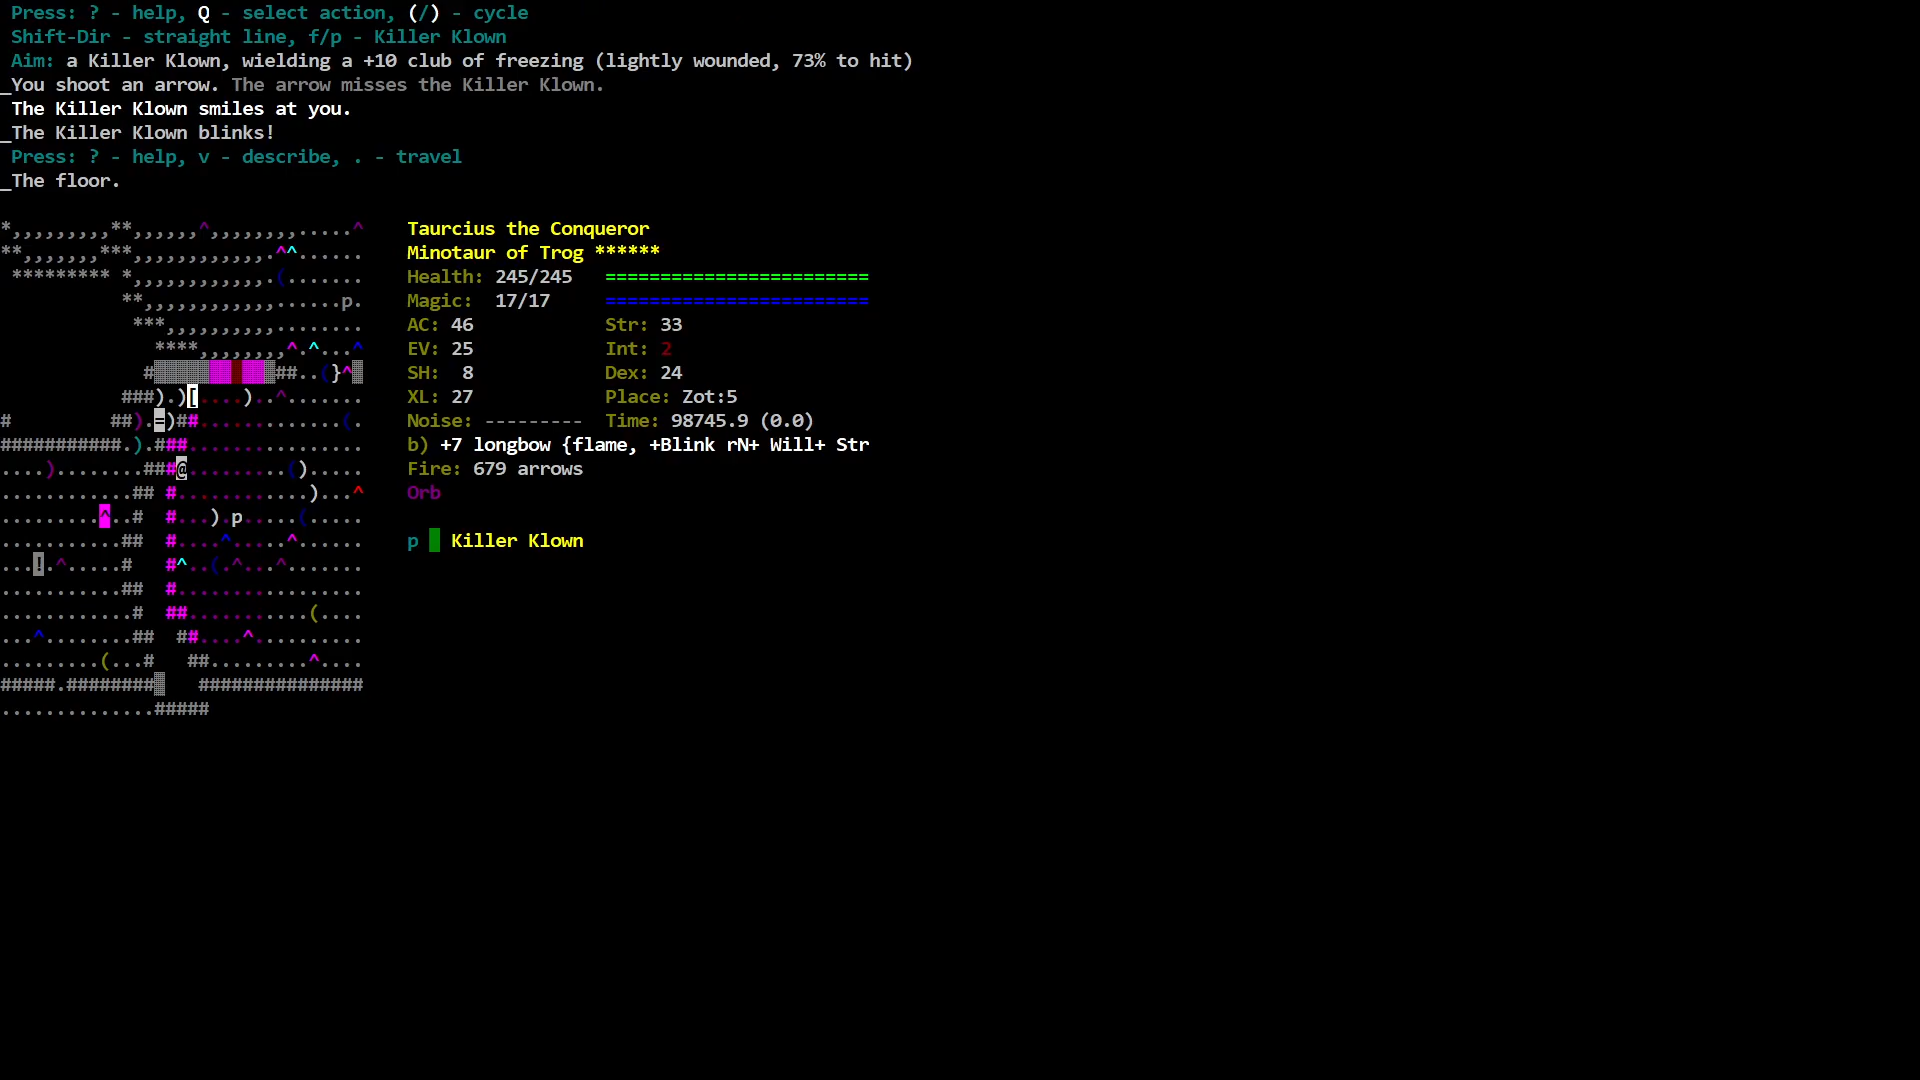 Press: ? - help, Q - select action, (/) - cycle
Shift-Dir - straight line, f/p - Killer Klown
Aim: a Killer Klown, wielding a +10 club of freezing (lightly wounded, 73% to hit)
_You shoot an arrow. The arrow misses the Killer Klown.
The Killer Klown smiles at you.
_The Killer Klown blinks!
Press: ? - help, v - describe, . - travel
_The floor.
Taurcius the Conqueror
Minotaur of Trog ******
Health: 245/245 ========================
Magic: 17/17 ========================
AC: 46 Str: 33
EV: 25 Int: 2
SH: 8 Dex: 24
XL: 27 Place: Zot:5
Noise: --------- Time: 98745.9 (0.0)
b) +7 longbow {flame, +Blink rN+ Will+ Str
Fire: 679 arrows
Orb
p Killer Klown